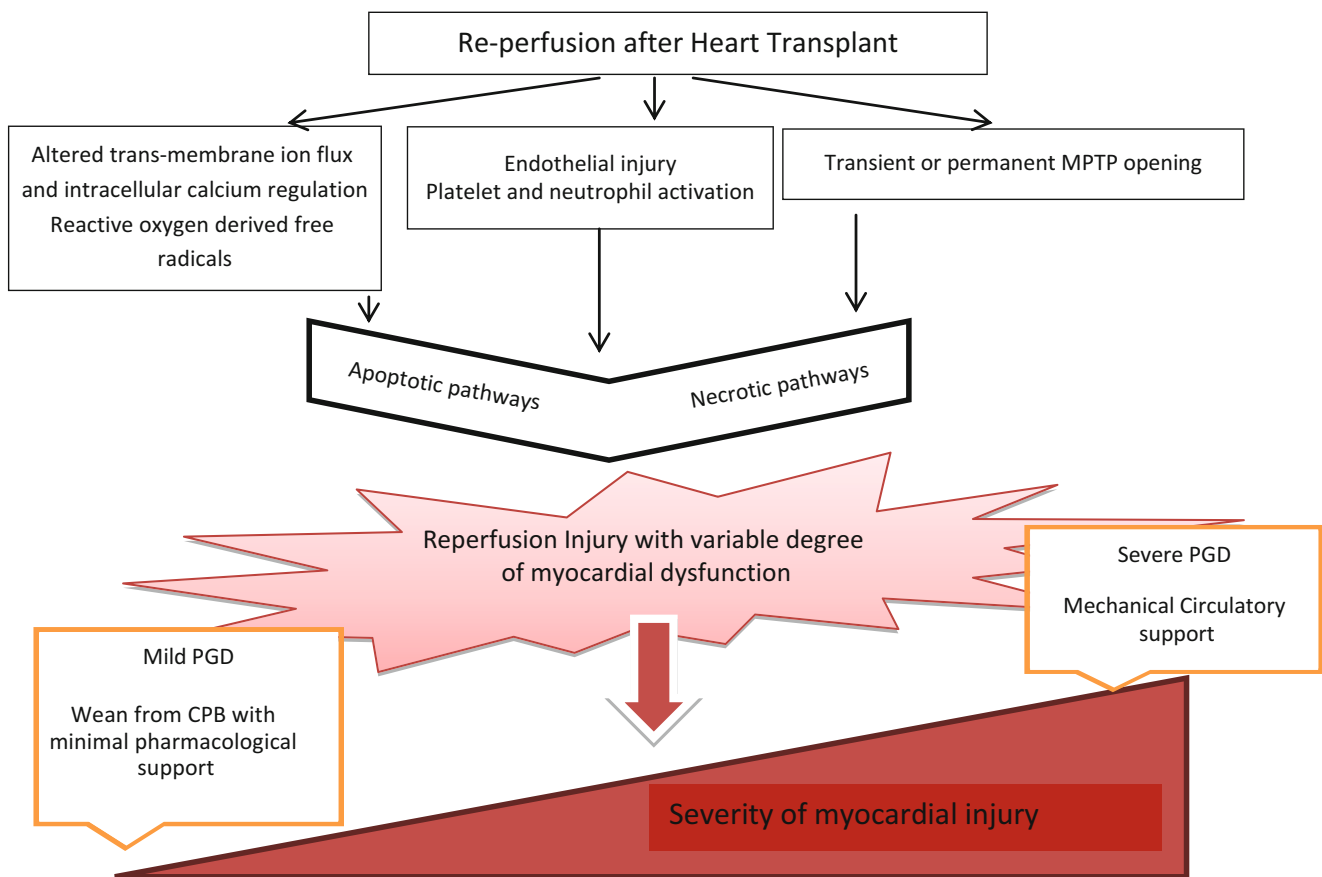 Re-perfusion after Heart Transplant
Altered trans-membrane ion flux
and intracellular calcium regulation
Reactive oxygen derived free
radicals
Endothelial injury
Platelet and neutrophil activation
Transient or permanent MPTP opening
Apoptotic pathways
Necrotic pathways
Reperfusion Injury with variable degree
of myocardial dysfunction
Severe PGD
Mechanical Circulatory
support
Mild PGD
Wean from CPB with
minimal pharmacological
support
Severity of myocardial injury